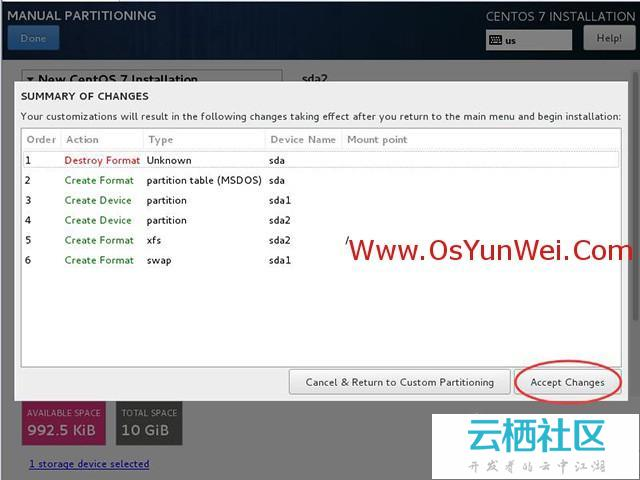 MANUAL PARTITIONING
CENTOS 7 INSTALLATION
Done
us
Help!
New CentOS 7 Installation
sda2
SUMMARY OF CHANGES
Your customizations will result in the following changes taking effect after you return to the main menu and begin installation:
Order Action Type Device Name Mount point
1 Destroy Format Unknown sda
2 Create Format partition table (MSDOS) sda
3 Create Device partition sda1
4 Create Device partition sda2
5 Create Format xfs sda2 /
6 Create Format swap sda1
Www.OsYunWei.Com
Cancel & Return to Custom Partitioning
Accept Changes
AVAILABLE SPACE
992.5 KiB
TOTAL SPACE
10 GiB
1 storage device selected
云栖社区
开发者的云中江湖